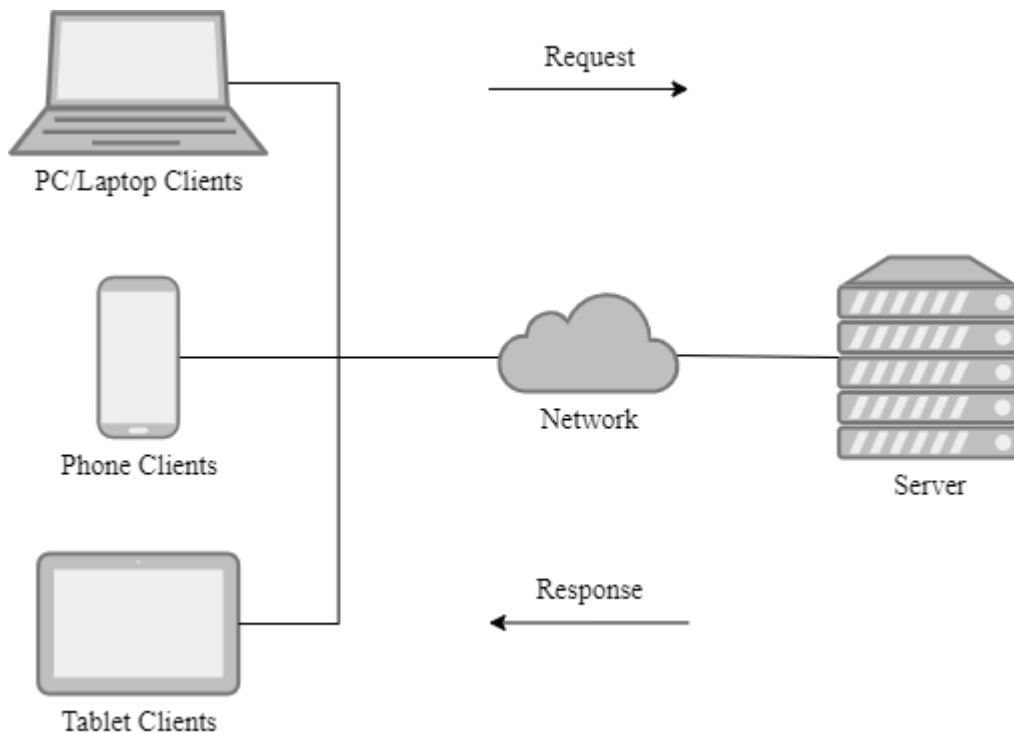 Request
PC/Laptop Clients
Network
Phone Clients
Server
Response
Tablet Clients